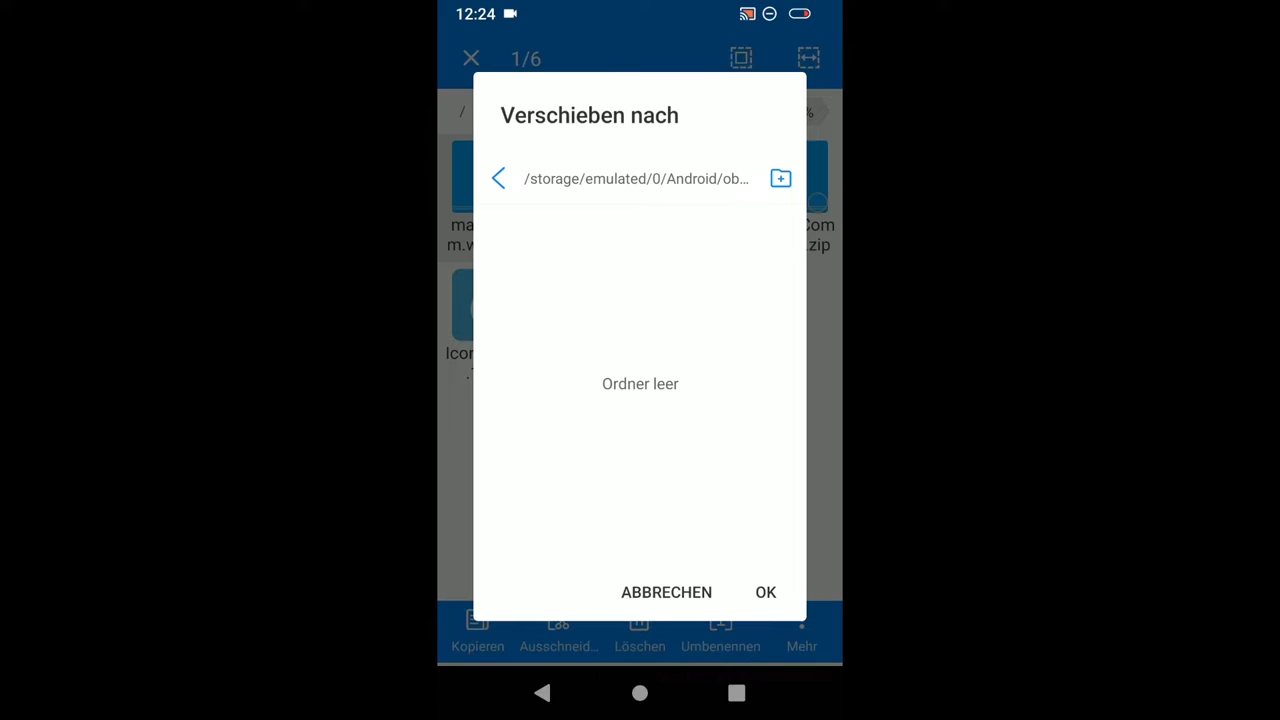 12:24
1/6
Verschieben nach
/ %
/storage/emulated/0/Android/ob...
Ordner leer
ABBRECHEN OK
Kopieren Ausschneid... Löschen Umbenennen Mehr